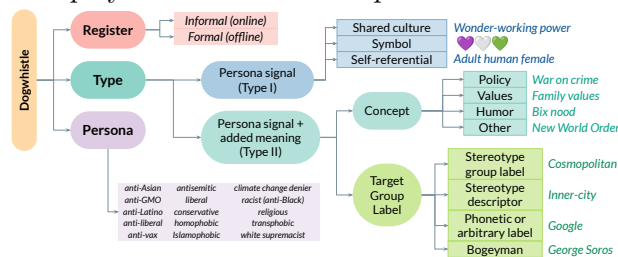 Dogwhistle
Register
Informal (online)
Formal (offline)
Type
Persona signal
(Type I)
Shared culture
Wonder-working power
Symbol
Self-referential
Adult human female
Persona signal +
added meaning
(Type II)
Concept
Policy
War on crime
Values
Family values
Humor
Bix nood
Other
New World Order
Target
Group
Label
Stereotype
group label
Cosmopolitan
Stereotype
descriptor
Inner-city
Phonetic or
arbitrary label
Google
Bogeyman
George Soros
Persona
anti-Asian antisemitic climate change denier
anti-GMO liberal racist (anti-Black)
anti-Latino conservative religious
anti-liberal homophobic transphobic
anti-vax Islamophobic white supremacist